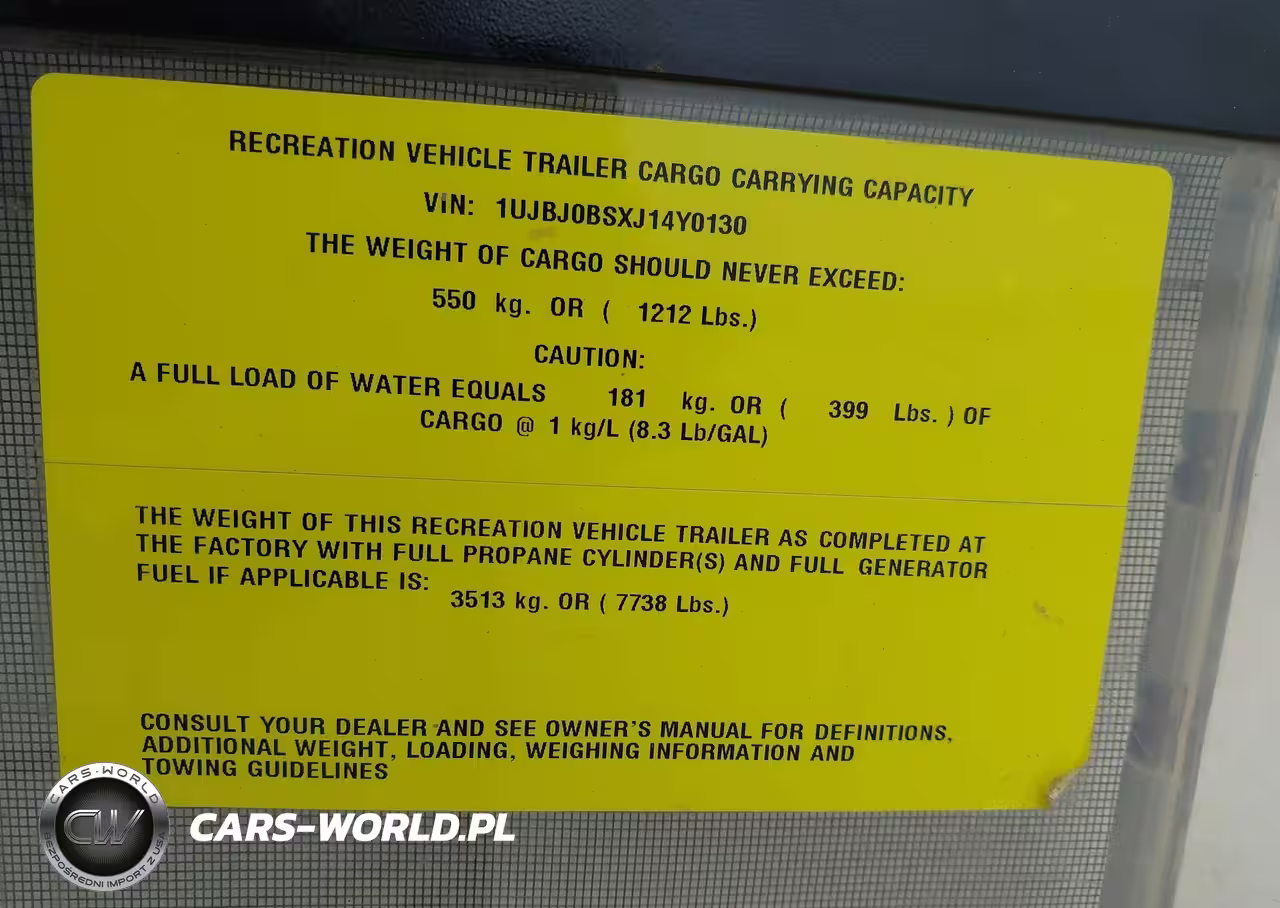 RECREATION VEHICLE TRAILER CARGO CARRYING CAPACITY
VIN: 1UJBJ0BSXJ14Y0130
THE WEIGHT OF CARGO SHOULD NEVER EXCEED:
550 kg. OR ( 1212 Lbs.)
CAUTION:
A FULL LOAD OF WATER EQUALS 181 kg. OR ( 399 Lbs. ) OF
CARGO @ 1 kg/L (8.3 Lb/GAL)
THE WEIGHT OF THIS RECREATION VEHICLE TRAILER AS COMPLETED AT
THE FACTORY WITH FULL PROPANE CYLINDER(S) AND FULL GENERATOR
FUEL IF APPLICABLE IS:
3513 kg. OR ( 7738 Lbs.)
CONSULT YOUR DEALER AND SEE OWNER'S MANUAL FOR DEFINITIONS,
ADDITIONAL WEIGHT, LOADING, WEIGHING INFORMATION AND
TOWING GUIDELINES
CARS-WORLD
CW
BEZPOŚREDNI IMPORT Z USA
CARS-WORLD.PL